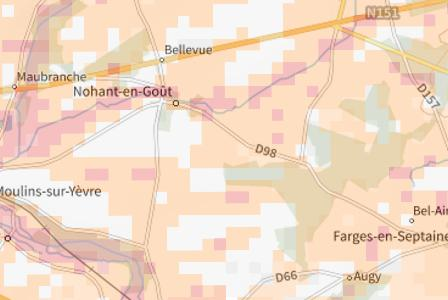 N151
Bellevue
Maubranche
Nohant-en-Goût
D157
D98
Moulins-sur-Yèvre
Bel-Air
Farges-en-Septaine
D66
Augy